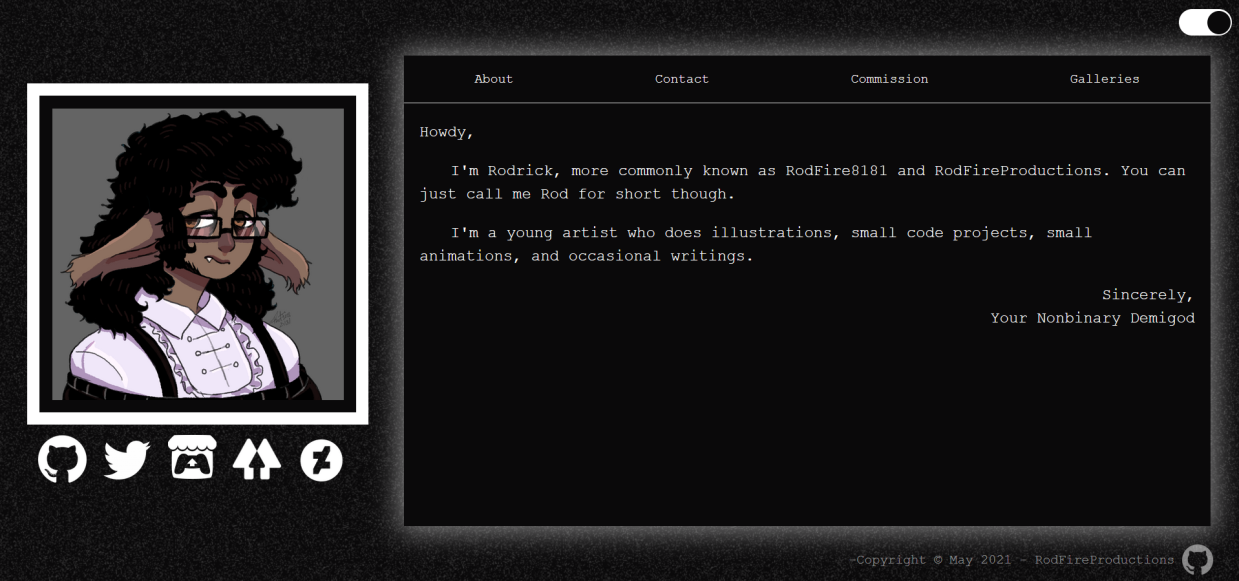 About Contact Commission Galleries
Howdy,
I'm Rodrick, more commonly known as RodFire8181 and RodFireProductions. You can
just call me Rod for short though.
I'm a young artist who does illustrations, small code projects, small
animations, and occasional writings.
Sincerely,
Your Nonbinary Demigod
-Copyright © May 2021 - RodFireProductions